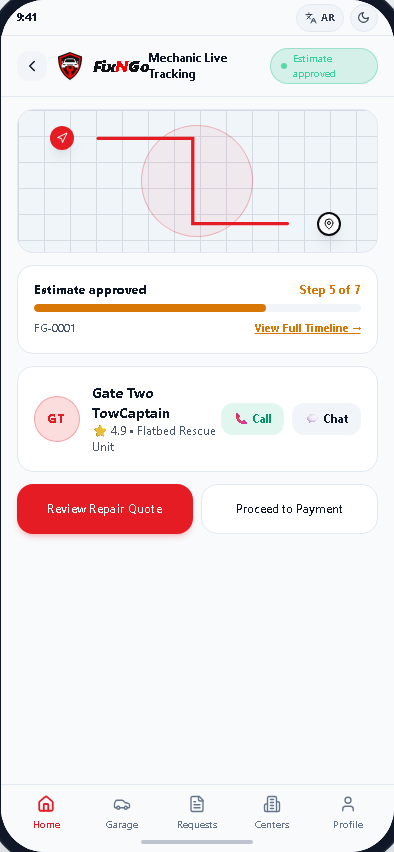 9:41
AR
FixNGo
Mechanic Live
Tracking
Estimate
approved
Estimate approved
Step 5 of 7
FG-0001
View Full Timeline →
GT
Gate Two
TowCaptain
⭐ 4.9 • Flatbed Rescue
Unit
📞 Call
💬 Chat
Review Repair Quote
Proceed to Payment
Home
Garage
Requests
Centers
Profile